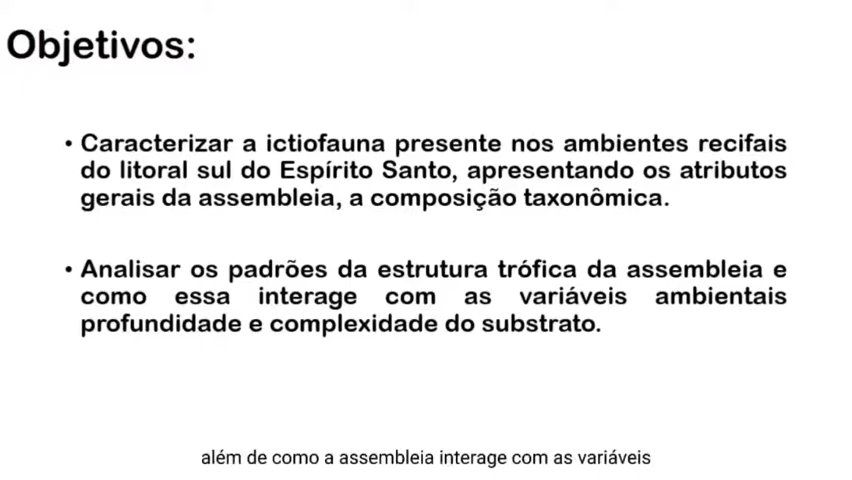 Objetivos:
• Caracterizar a ictiofauna presente nos ambientes recifais
do litoral sul do Espírito Santo, apresentando os atributos
gerais da assembleia, a composição taxonômica.
• Analisar os padrões da estrutura trófica da assembleia e
como essa interage com as variáveis ambientais
profundidade e complexidade do substrato.
além de como a assembleia interage com as variáveis